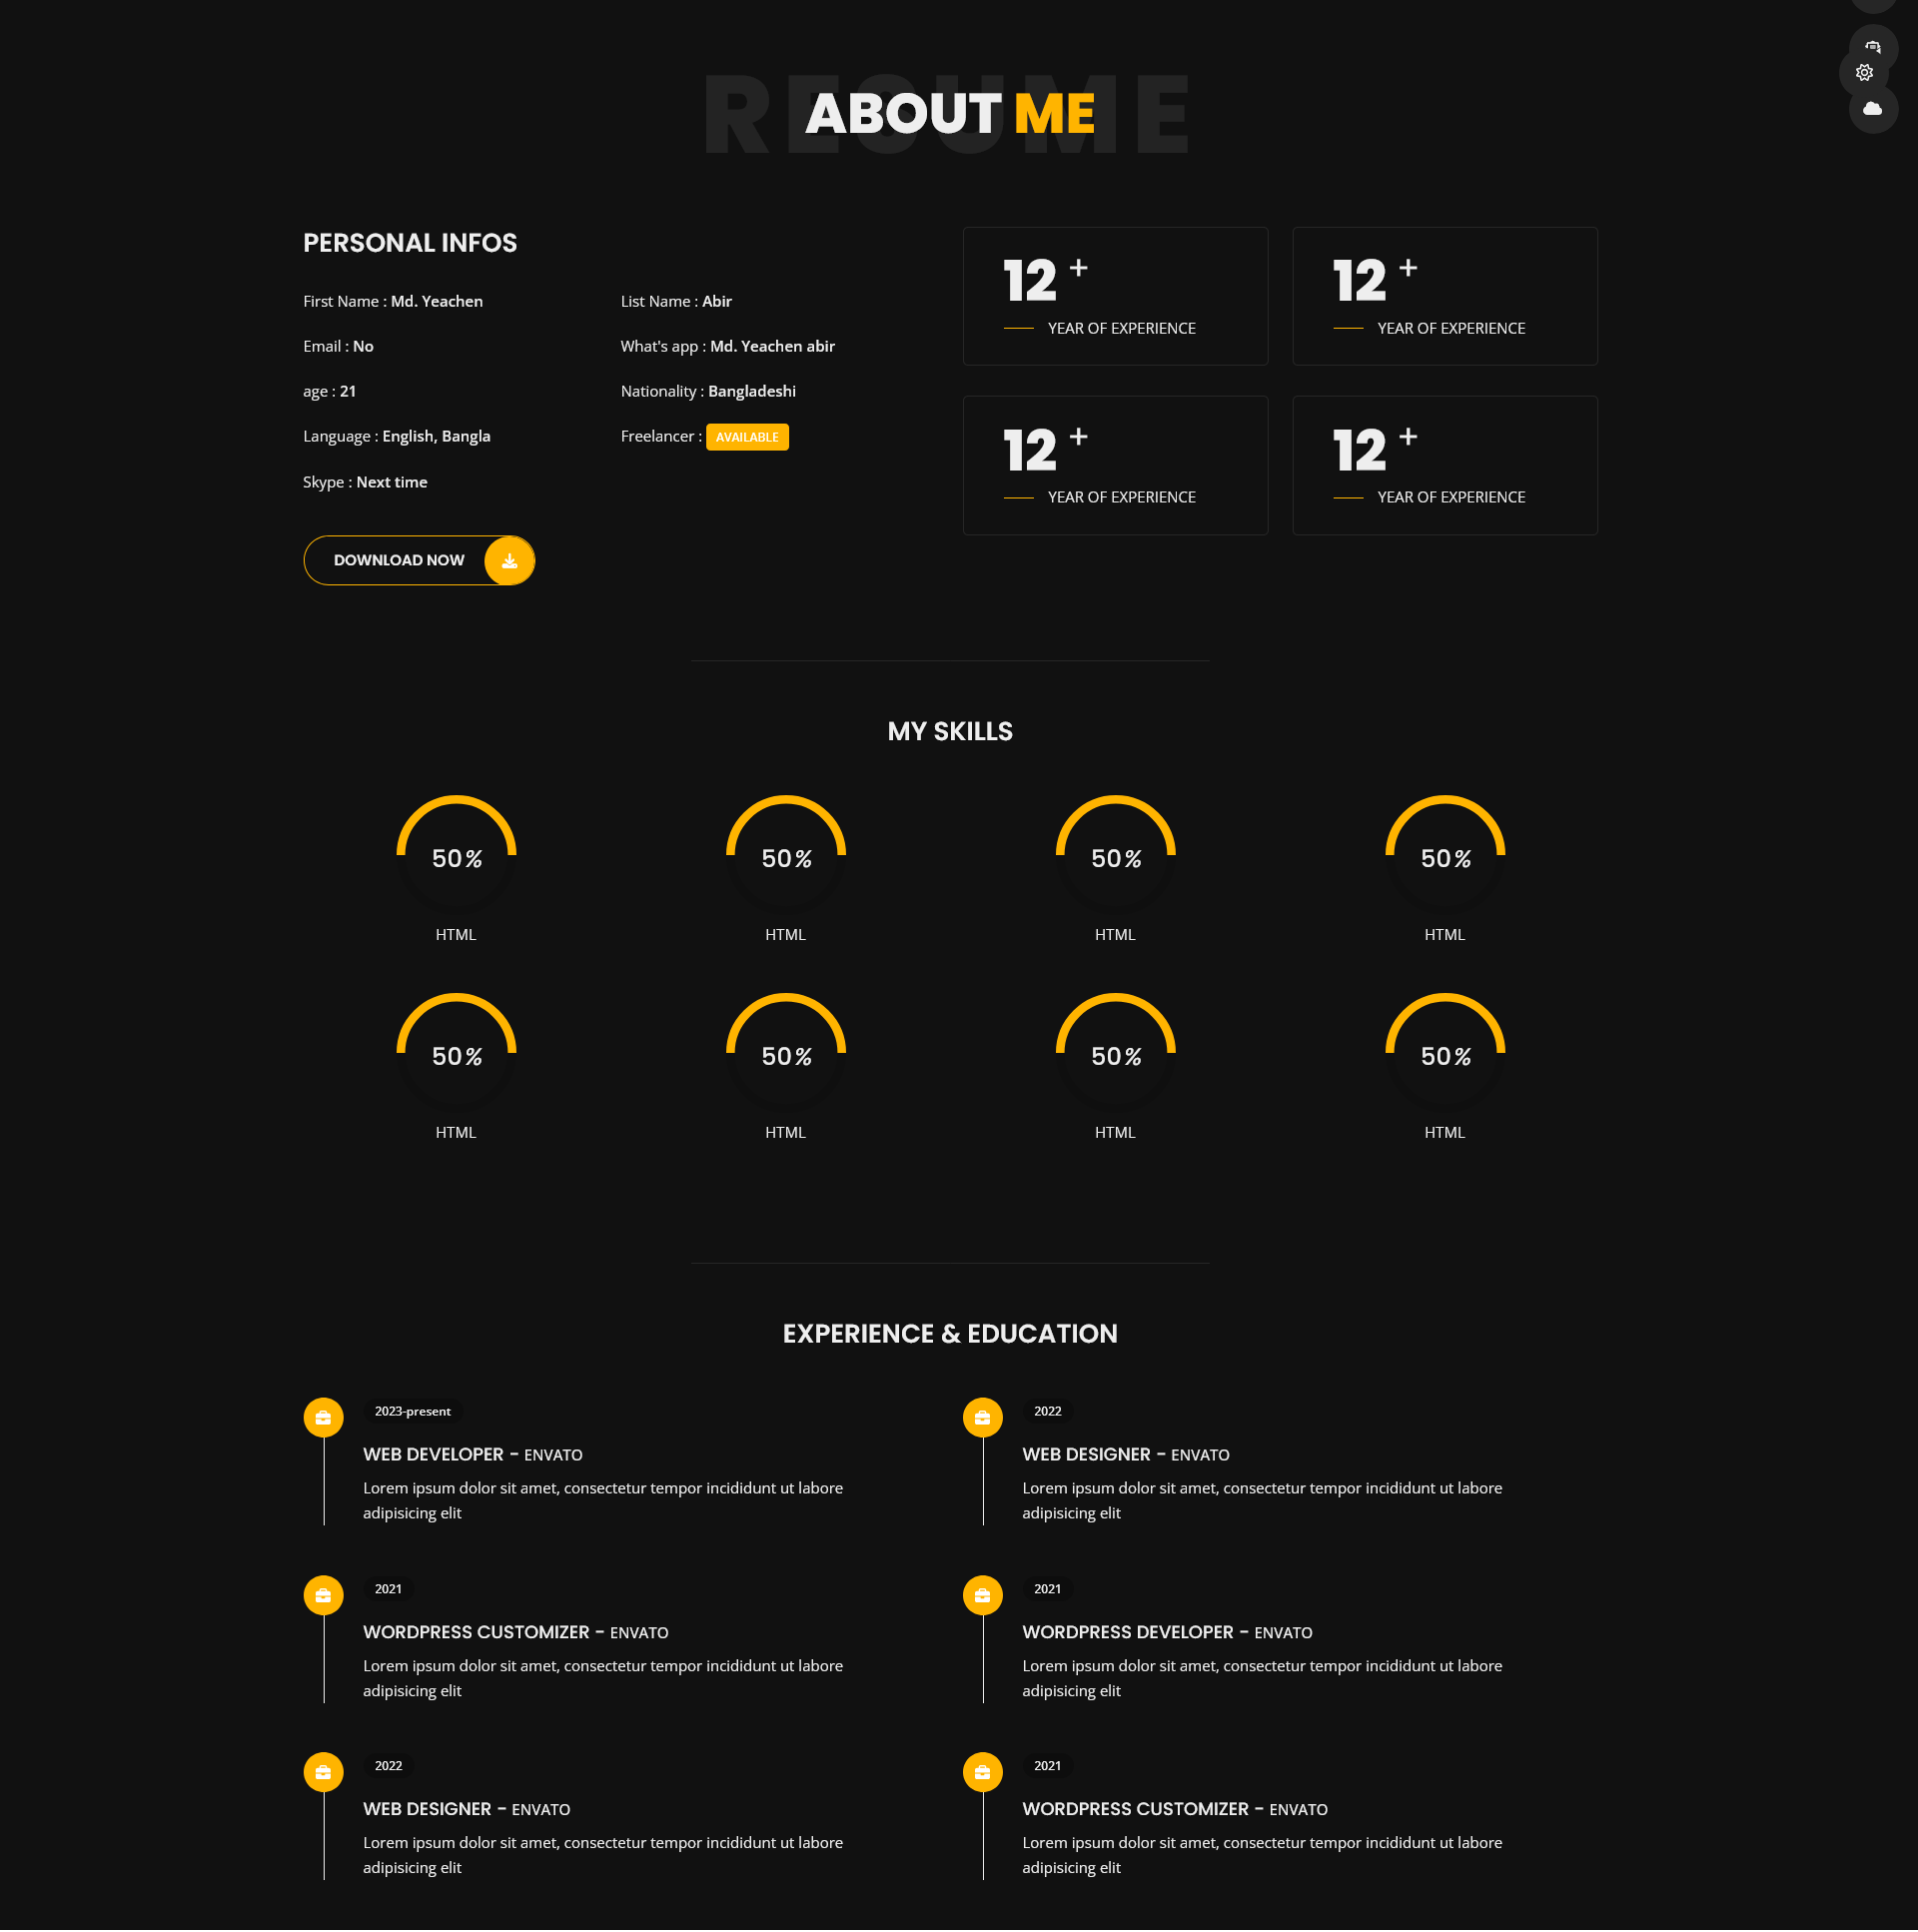 RESUME
ABOUT ME
PERSONAL INFOS
First Name : Md. Yeachen
List Name : Abir
Email : No
What's app : Md. Yeachen abir
age : 21
Nationality : Bangladeshi
Language : English, Bangla
Freelancer : AVAILABLE
Skype : Next time
DOWNLOAD NOW
12 +
YEAR OF EXPERIENCE
12 +
YEAR OF EXPERIENCE
12 +
YEAR OF EXPERIENCE
12 +
YEAR OF EXPERIENCE
MY SKILLS
50%
HTML
50%
HTML
50%
HTML
50%
HTML
50%
HTML
50%
HTML
50%
HTML
50%
HTML
EXPERIENCE & EDUCATION
2023-present
WEB DEVELOPER - ENVATO
Lorem ipsum dolor sit amet, consectetur tempor incididunt ut labore
adipisicing elit
2022
WEB DESIGNER - ENVATO
Lorem ipsum dolor sit amet, consectetur tempor incididunt ut labore
adipisicing elit
2021
WORDPRESS CUSTOMIZER - ENVATO
Lorem ipsum dolor sit amet, consectetur tempor incididunt ut labore
adipisicing elit
2021
WORDPRESS DEVELOPER - ENVATO
Lorem ipsum dolor sit amet, consectetur tempor incididunt ut labore
adipisicing elit
2022
WEB DESIGNER - ENVATO
Lorem ipsum dolor sit amet, consectetur tempor incididunt ut labore
adipisicing elit
2021
WORDPRESS CUSTOMIZER - ENVATO
Lorem ipsum dolor sit amet, consectetur tempor incididunt ut labore
adipisicing elit